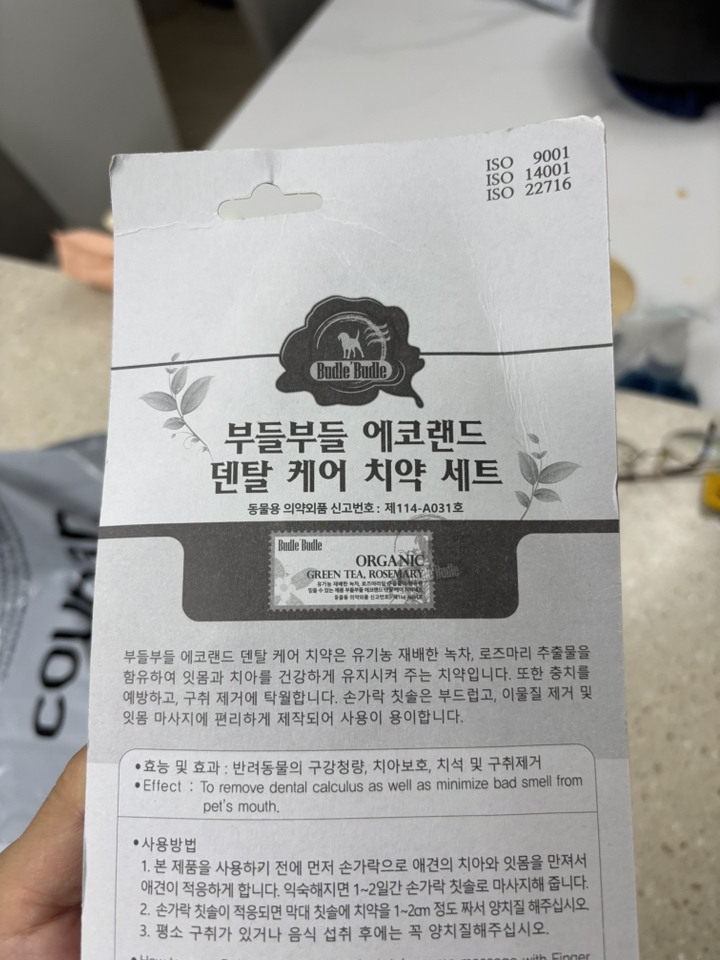 ISO 9001
ISO 14001
ISO 22716
Budle'Budle
부들부들 에코랜드
덴탈 케어 치약 세트
동물용 의약외품 신고번호 : 제114-A031호
Budle'Budle
ORGANIC
GREEN TEA, ROSEMARY
부들부들 에코랜드 덴탈 케어 치약은 유기농 재배한 녹차, 로즈마리 추출물을
함유하여 잇몸과 치아를 건강하게 유지시켜 주는 치약입니다. 또한 충치를
예방하고, 구취 제거에 탁월합니다. 손가락 칫솔은 부드럽고, 이물질 제거 및
잇몸 마사지에 편리하게 제작되어 사용이 용이합니다.
•효능 및 효과 : 반려동물의 구강청량, 치아보호, 치석 및 구취제거
•Effect : To remove dental calculus as well as minimize bad smell from
pet's mouth.
•사용방법
1. 본 제품을 사용하기 전에 먼저 손가락으로 애견의 치아와 잇몸을 만져서
애견이 적응하게 합니다. 익숙해지면 1~2일간 손가락 칫솔로 마사지해 줍니다.
2. 손가락 칫솔이 적응되면 막대 칫솔에 치약을 1~2cm 정도 짜서 양치질 해주십시오.
3. 평소 구취가 있거나 음식 섭취 후에는 꼭 양치질해주십시오.
with Finger
COUP